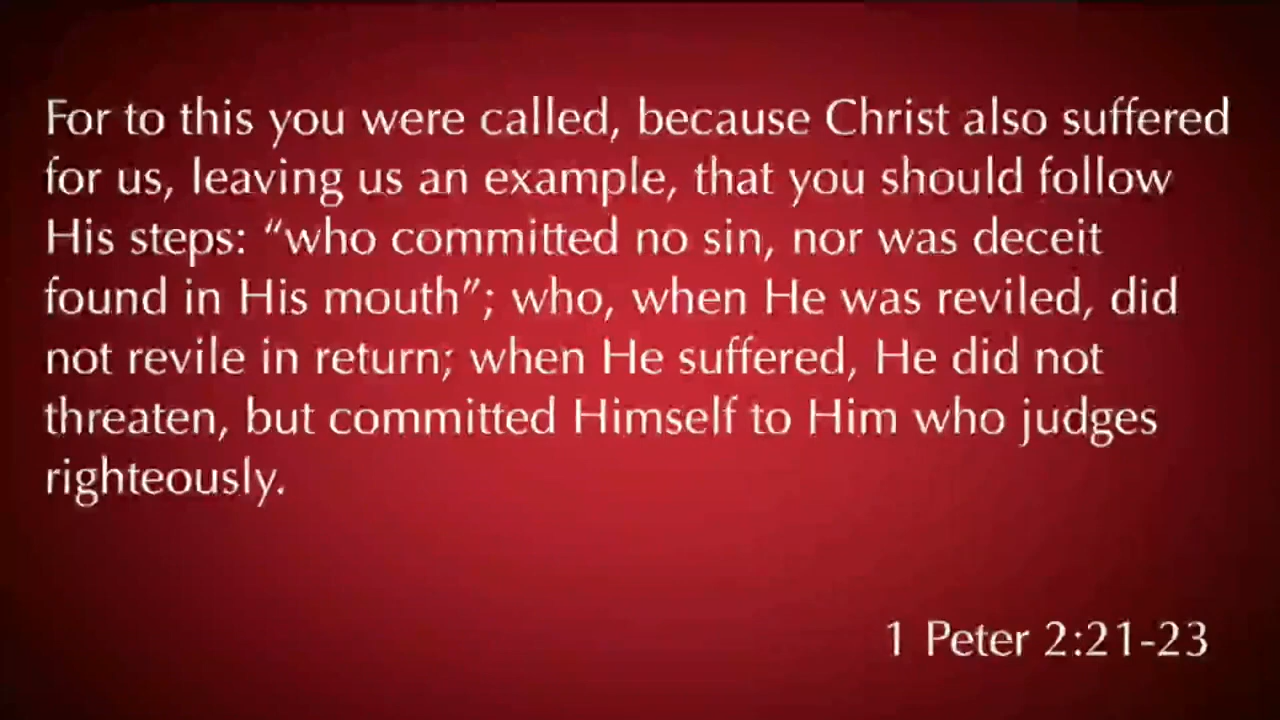 For to this you were called, because Christ also suffered
for us, leaving us an example, that you should follow
His steps: “who committed no sin, nor was deceit
found in His mouth”; who, when He was reviled, did
not revile in return; when He suffered, He did not
threaten, but committed Himself to Him who judges
righteously.
1 Peter 2:21-23